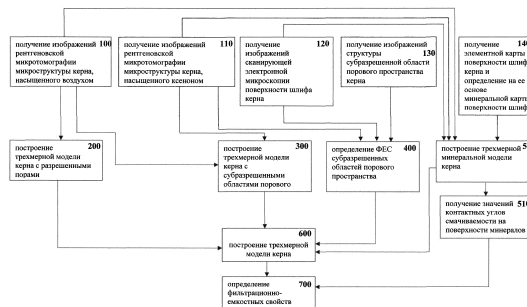 получение изображений 100
рентгеновской
микротомографии
микроструктуры керна,
насыщенного воздухом
получение изображений 110
рентгеновской
микротомографии
микроструктуры керна,
насыщенного ксеноном
получение 120
изображений
сканирующей
электронной
микроскопии
поверхности шлифа
керна
получение изображений
структуры 130
субразрешенной области
порового пространства
керна
получение 140
элементной карты
поверхности шлифа
керна и
определение на ее
основе
минеральной карты
поверхности шлифа
построение 200
трехмерной модели
керна с разрешенными
порами
построение 300
трехмерной модели
керна с
субразрешенными
областями порового
определение ФЕС 400
субразрешенных
областей порового
пространства
построение трехмерной 5
минеральной модели
керна
получение значений 510
контактных углов
смачиваемости на
поверхности минералов
600
построение трехмерной
модели керна
определение 700
фильтрационно-
емкостных свойств